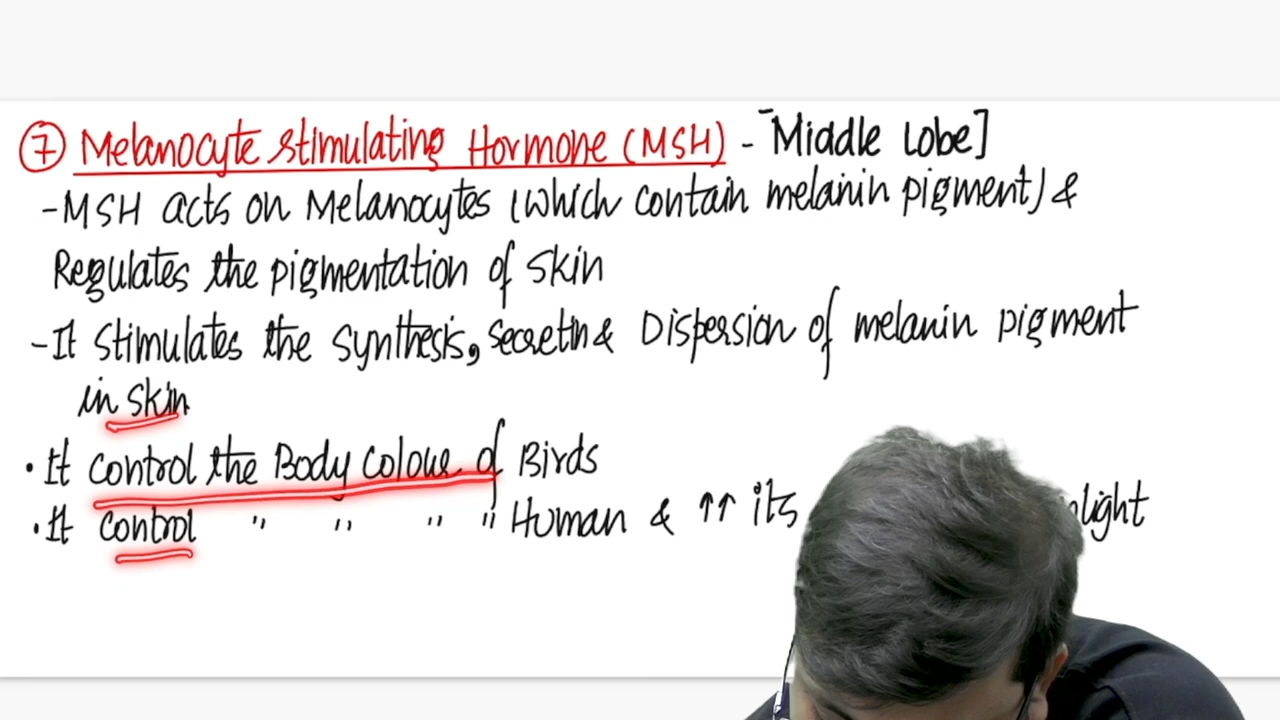 ⑦ Melanocyte stimulating Hormone (MSH) - Middle Lobe]
- MSH acts on Melanocytes (which contain melanin pigment) &
Regulates the pigmentation of skin
- It stimulates the synthesis, secretin & Dispersion of melanin pigment
in skin
• It control the Body Colour of Birds
• It control " " " " Human & ↑↑ its